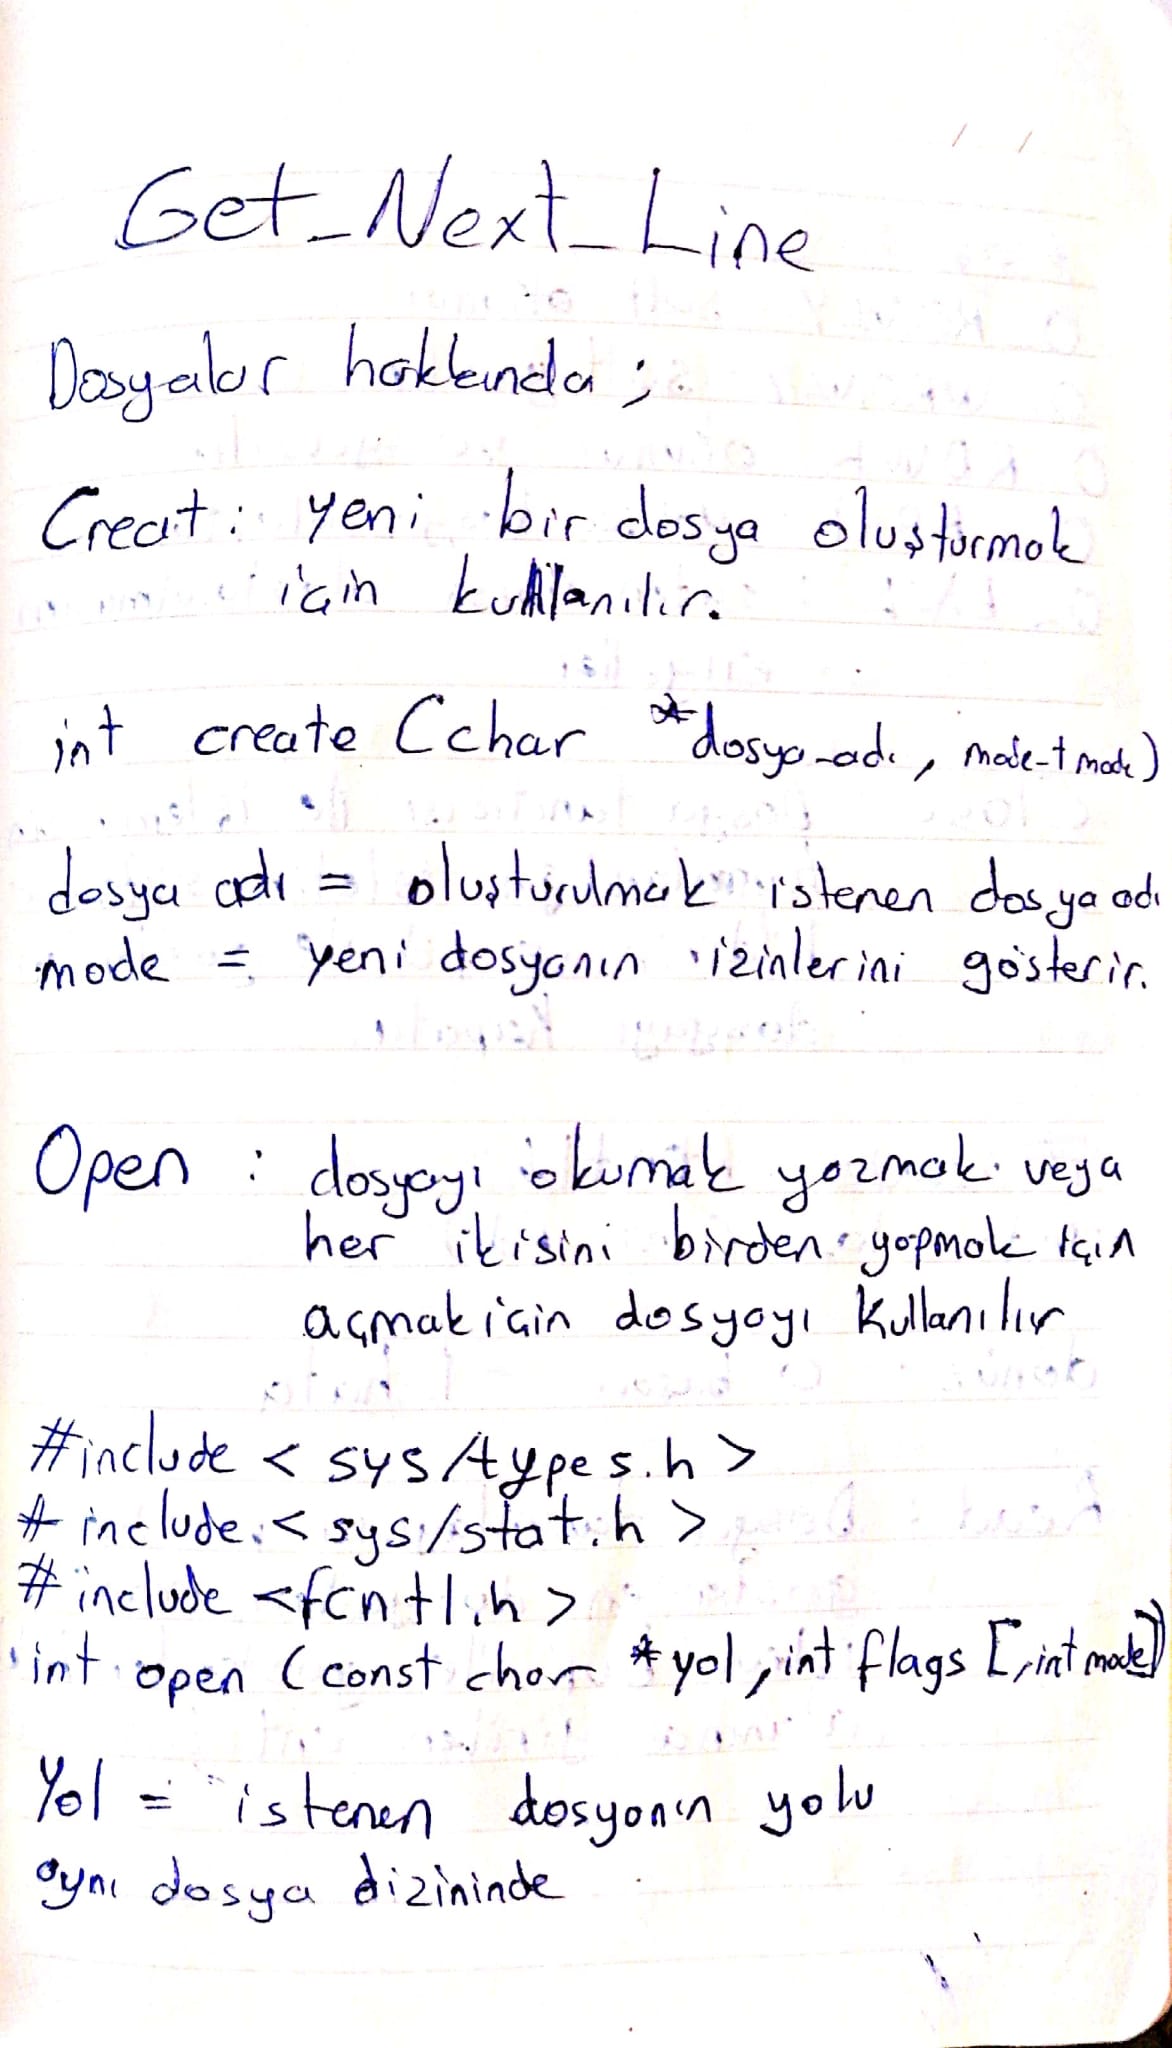 Get_Next_Line
Dosyalar hakkında;
Creat: yeni bir dosya oluşturmak
için kullanılır.
int create (char *dosya_adı, mode_t mode)
dosya adı = oluşturulmak istenen dosya adı
mode = yeni dosyanın izinlerini gösterir.
Open : dosyayı okumak yazmak veya
her ikisini birden yapmak için
açmak için dosyayı kullanılır
#include < sys/types.h >
# include < sys/stat.h >
# include <fcntl.h >
int open (const char *yol, int flags [, int mode])
Yol = istenen dosyanın yolu
aynı dosya dizininde